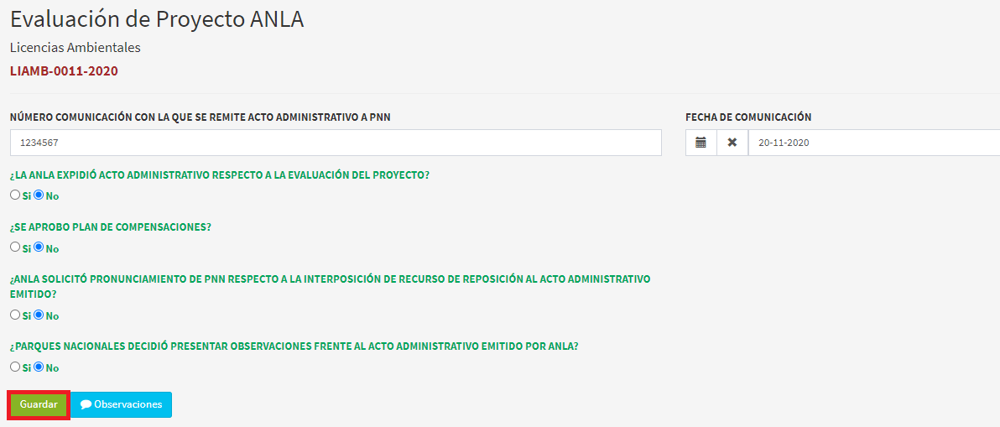 Evaluación de Proyecto ANLA
Licencias Ambientales
LIAMB-0011-2020
NÚMERO COMUNICACIÓN CON LA QUE SE REMITE ACTO ADMINISTRATIVO A PNN
1234567
FECHA DE COMUNICACIÓN
20-11-2020
¿LA ANLA EXPIDIÓ ACTO ADMINISTRATIVO RESPECTO A LA EVALUACIÓN DEL PROYECTO?
Si No
¿SE APROBO PLAN DE COMPENSACIONES?
Si No
¿ANLA SOLICITÓ PRONUNCIAMIENTO DE PNN RESPECTO A LA INTERPOSICIÓN DE RECURSO DE REPOSICIÓN AL ACTO ADMINISTRATIVO
EMITIDO?
Si No
¿PARQUES NACIONALES DECIDIÓ PRESENTAR OBSERVACIONES FRENTE AL ACTO ADMINISTRATIVO EMITIDO POR ANLA?
Si No
Guardar Observaciones